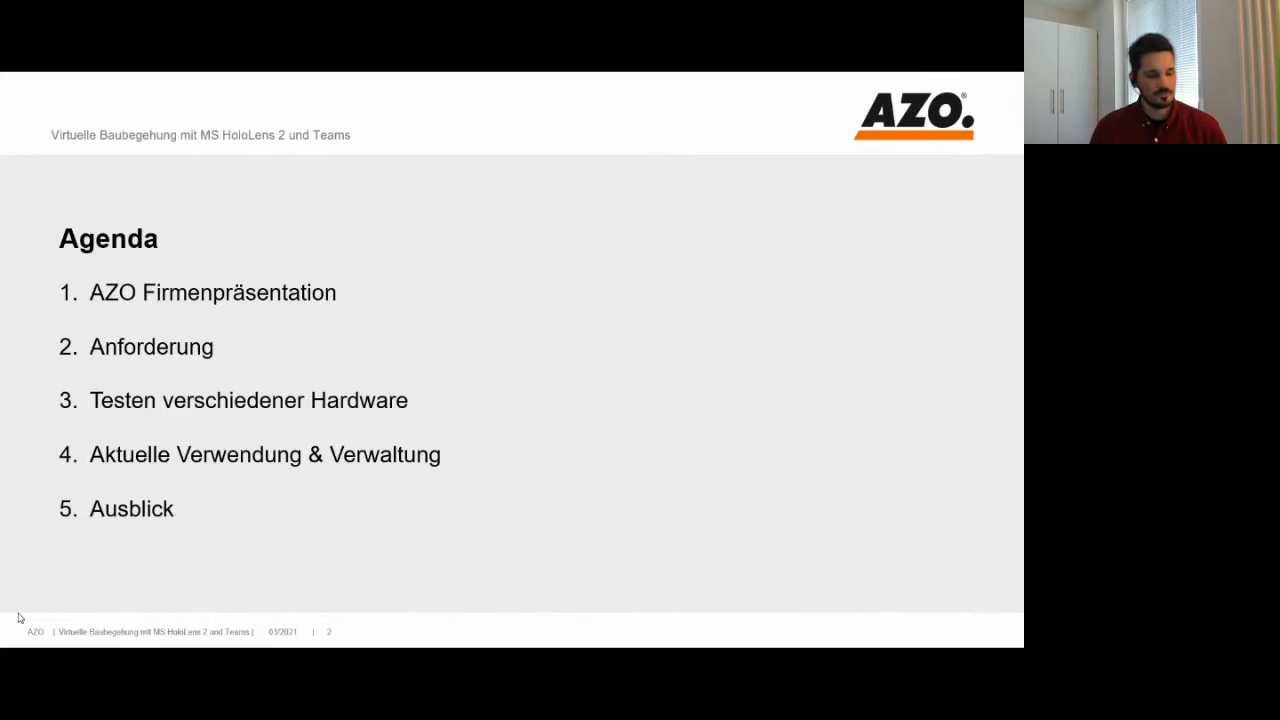 Virtuelle Baubegehung mit MS HoloLens 2 und Teams
AZO.®
Agenda
1. AZO Firmenpräsentation
2. Anforderung
3. Testen verschiedener Hardware
4. Aktuelle Verwendung & Verwaltung
5. Ausblick
AZO | Virtuelle Baubegehung mit MS HoloLens 2 und Teams | 03/2021 | 2